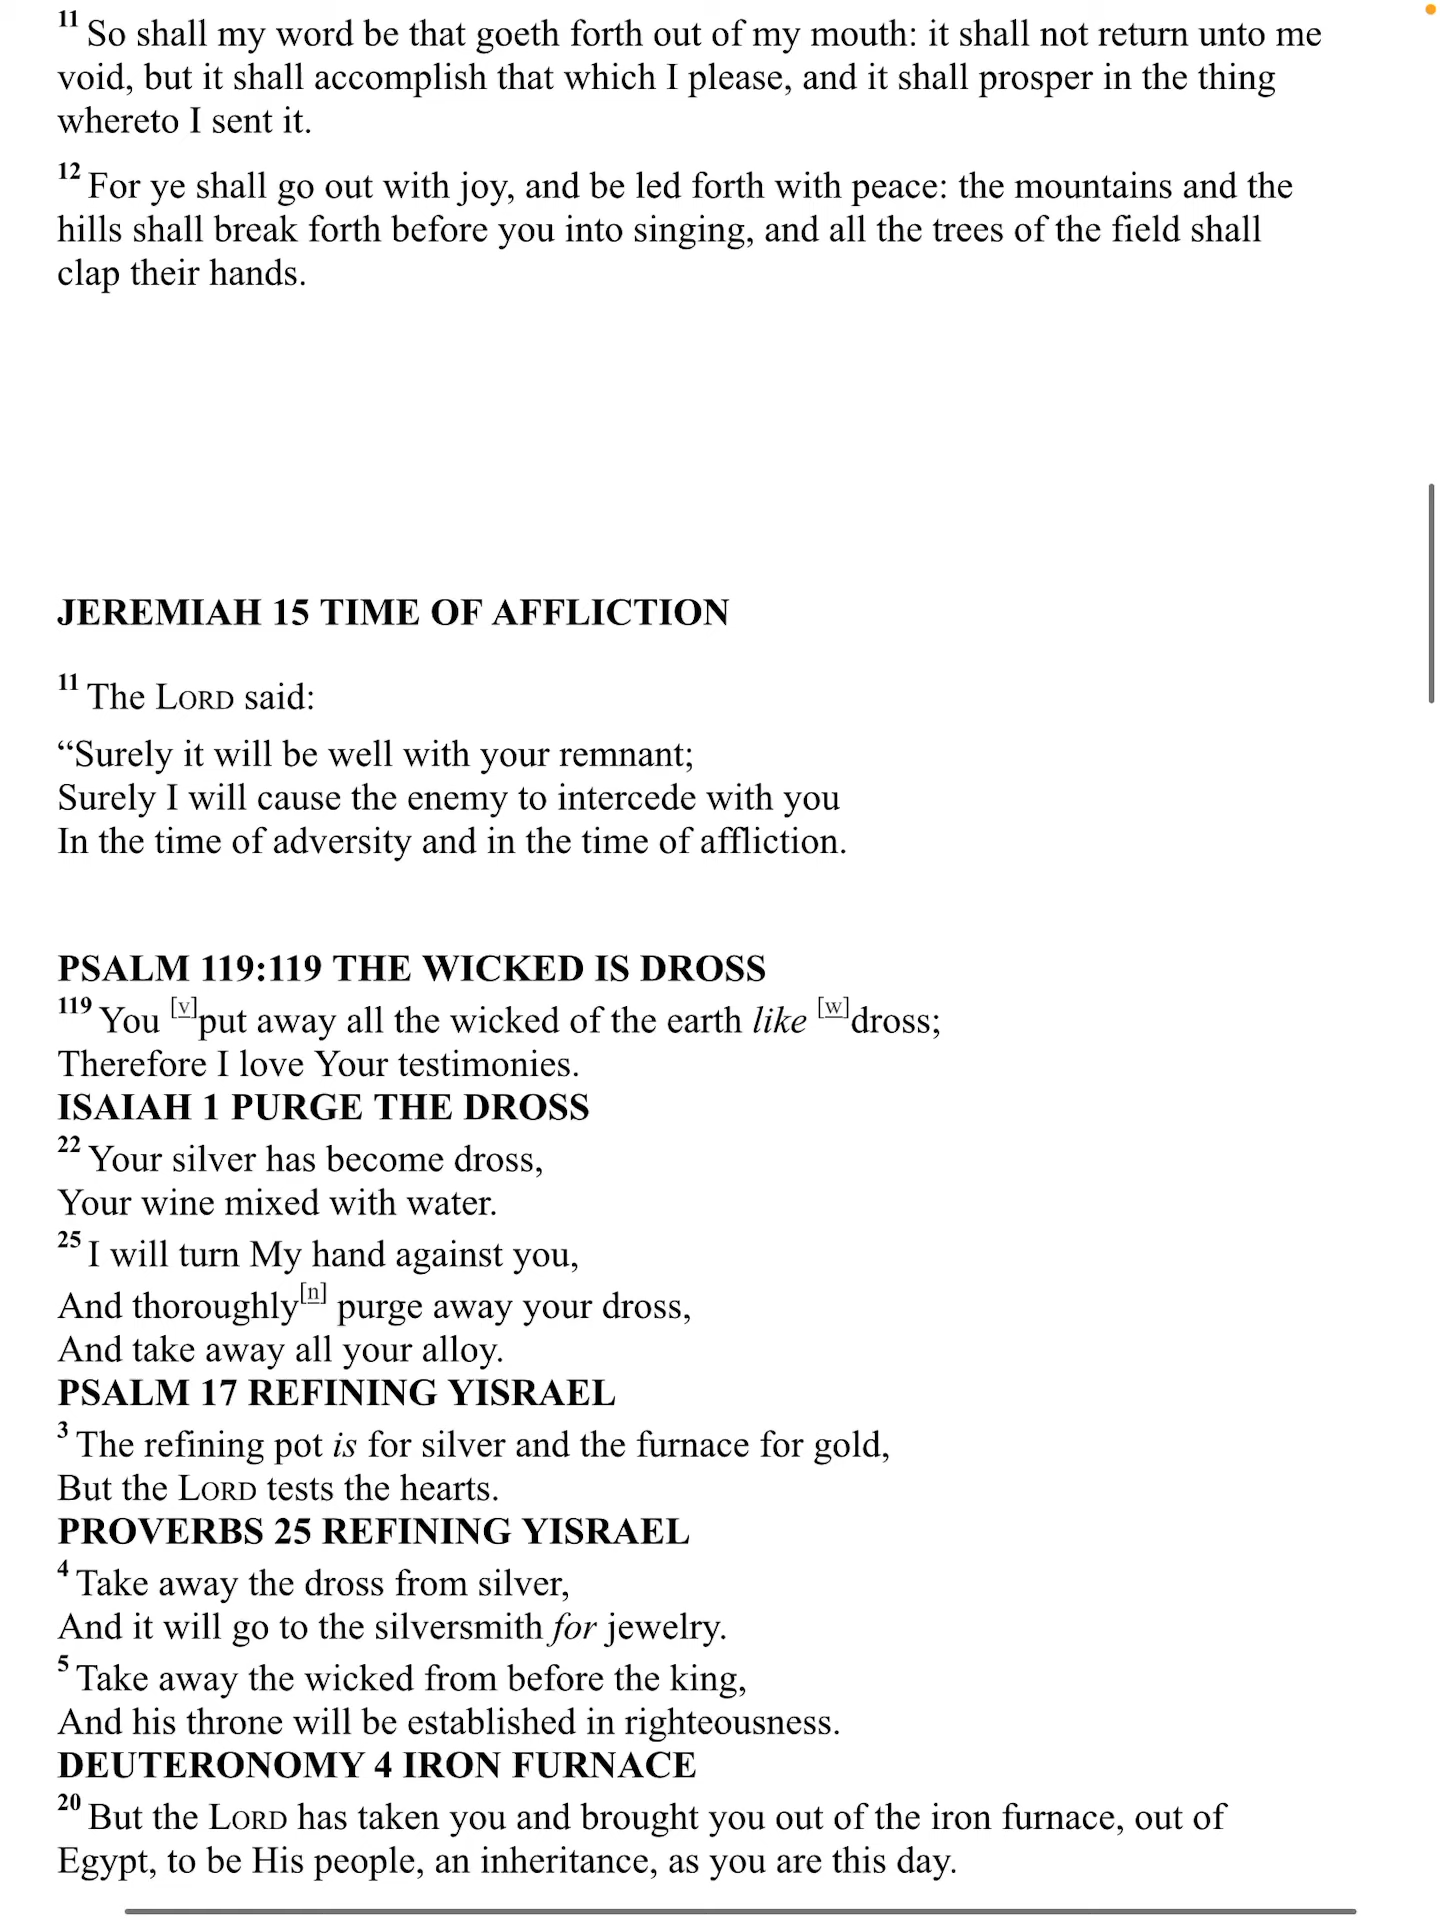 11 So shall my word be that goeth forth out of my mouth: it shall not return unto me
void, but it shall accomplish that which I please, and it shall prosper in the thing
whereto I sent it.
12 For ye shall go out with joy, and be led forth with peace: the mountains and the
hills shall break forth before you into singing, and all the trees of the field shall
clap their hands.
JEREMIAH 15 TIME OF AFFLICTION
11 The LORD said:
“Surely it will be well with your remnant;
Surely I will cause the enemy to intercede with you
In the time of adversity and in the time of affliction.
PSALM 119:119 THE WICKED IS DROSS
119 You [v]put away all the wicked of the earth like [w]dross;
Therefore I love Your testimonies.
ISAIAH 1 PURGE THE DROSS
22 Your silver has become dross,
Your wine mixed with water.
25 I will turn My hand against you,
And thoroughly[n] purge away your dross,
And take away all your alloy.
PSALM 17 REFINING YISRAEL
3 The refining pot is for silver and the furnace for gold,
But the LORD tests the hearts.
PROVERBS 25 REFINING YISRAEL
4 Take away the dross from silver,
And it will go to the silversmith for jewelry.
5 Take away the wicked from before the king,
And his throne will be established in righteousness.
DEUTERONOMY 4 IRON FURNACE
20 But the LORD has taken you and brought you out of the iron furnace, out of
Egypt, to be His people, an inheritance, as you are this day.